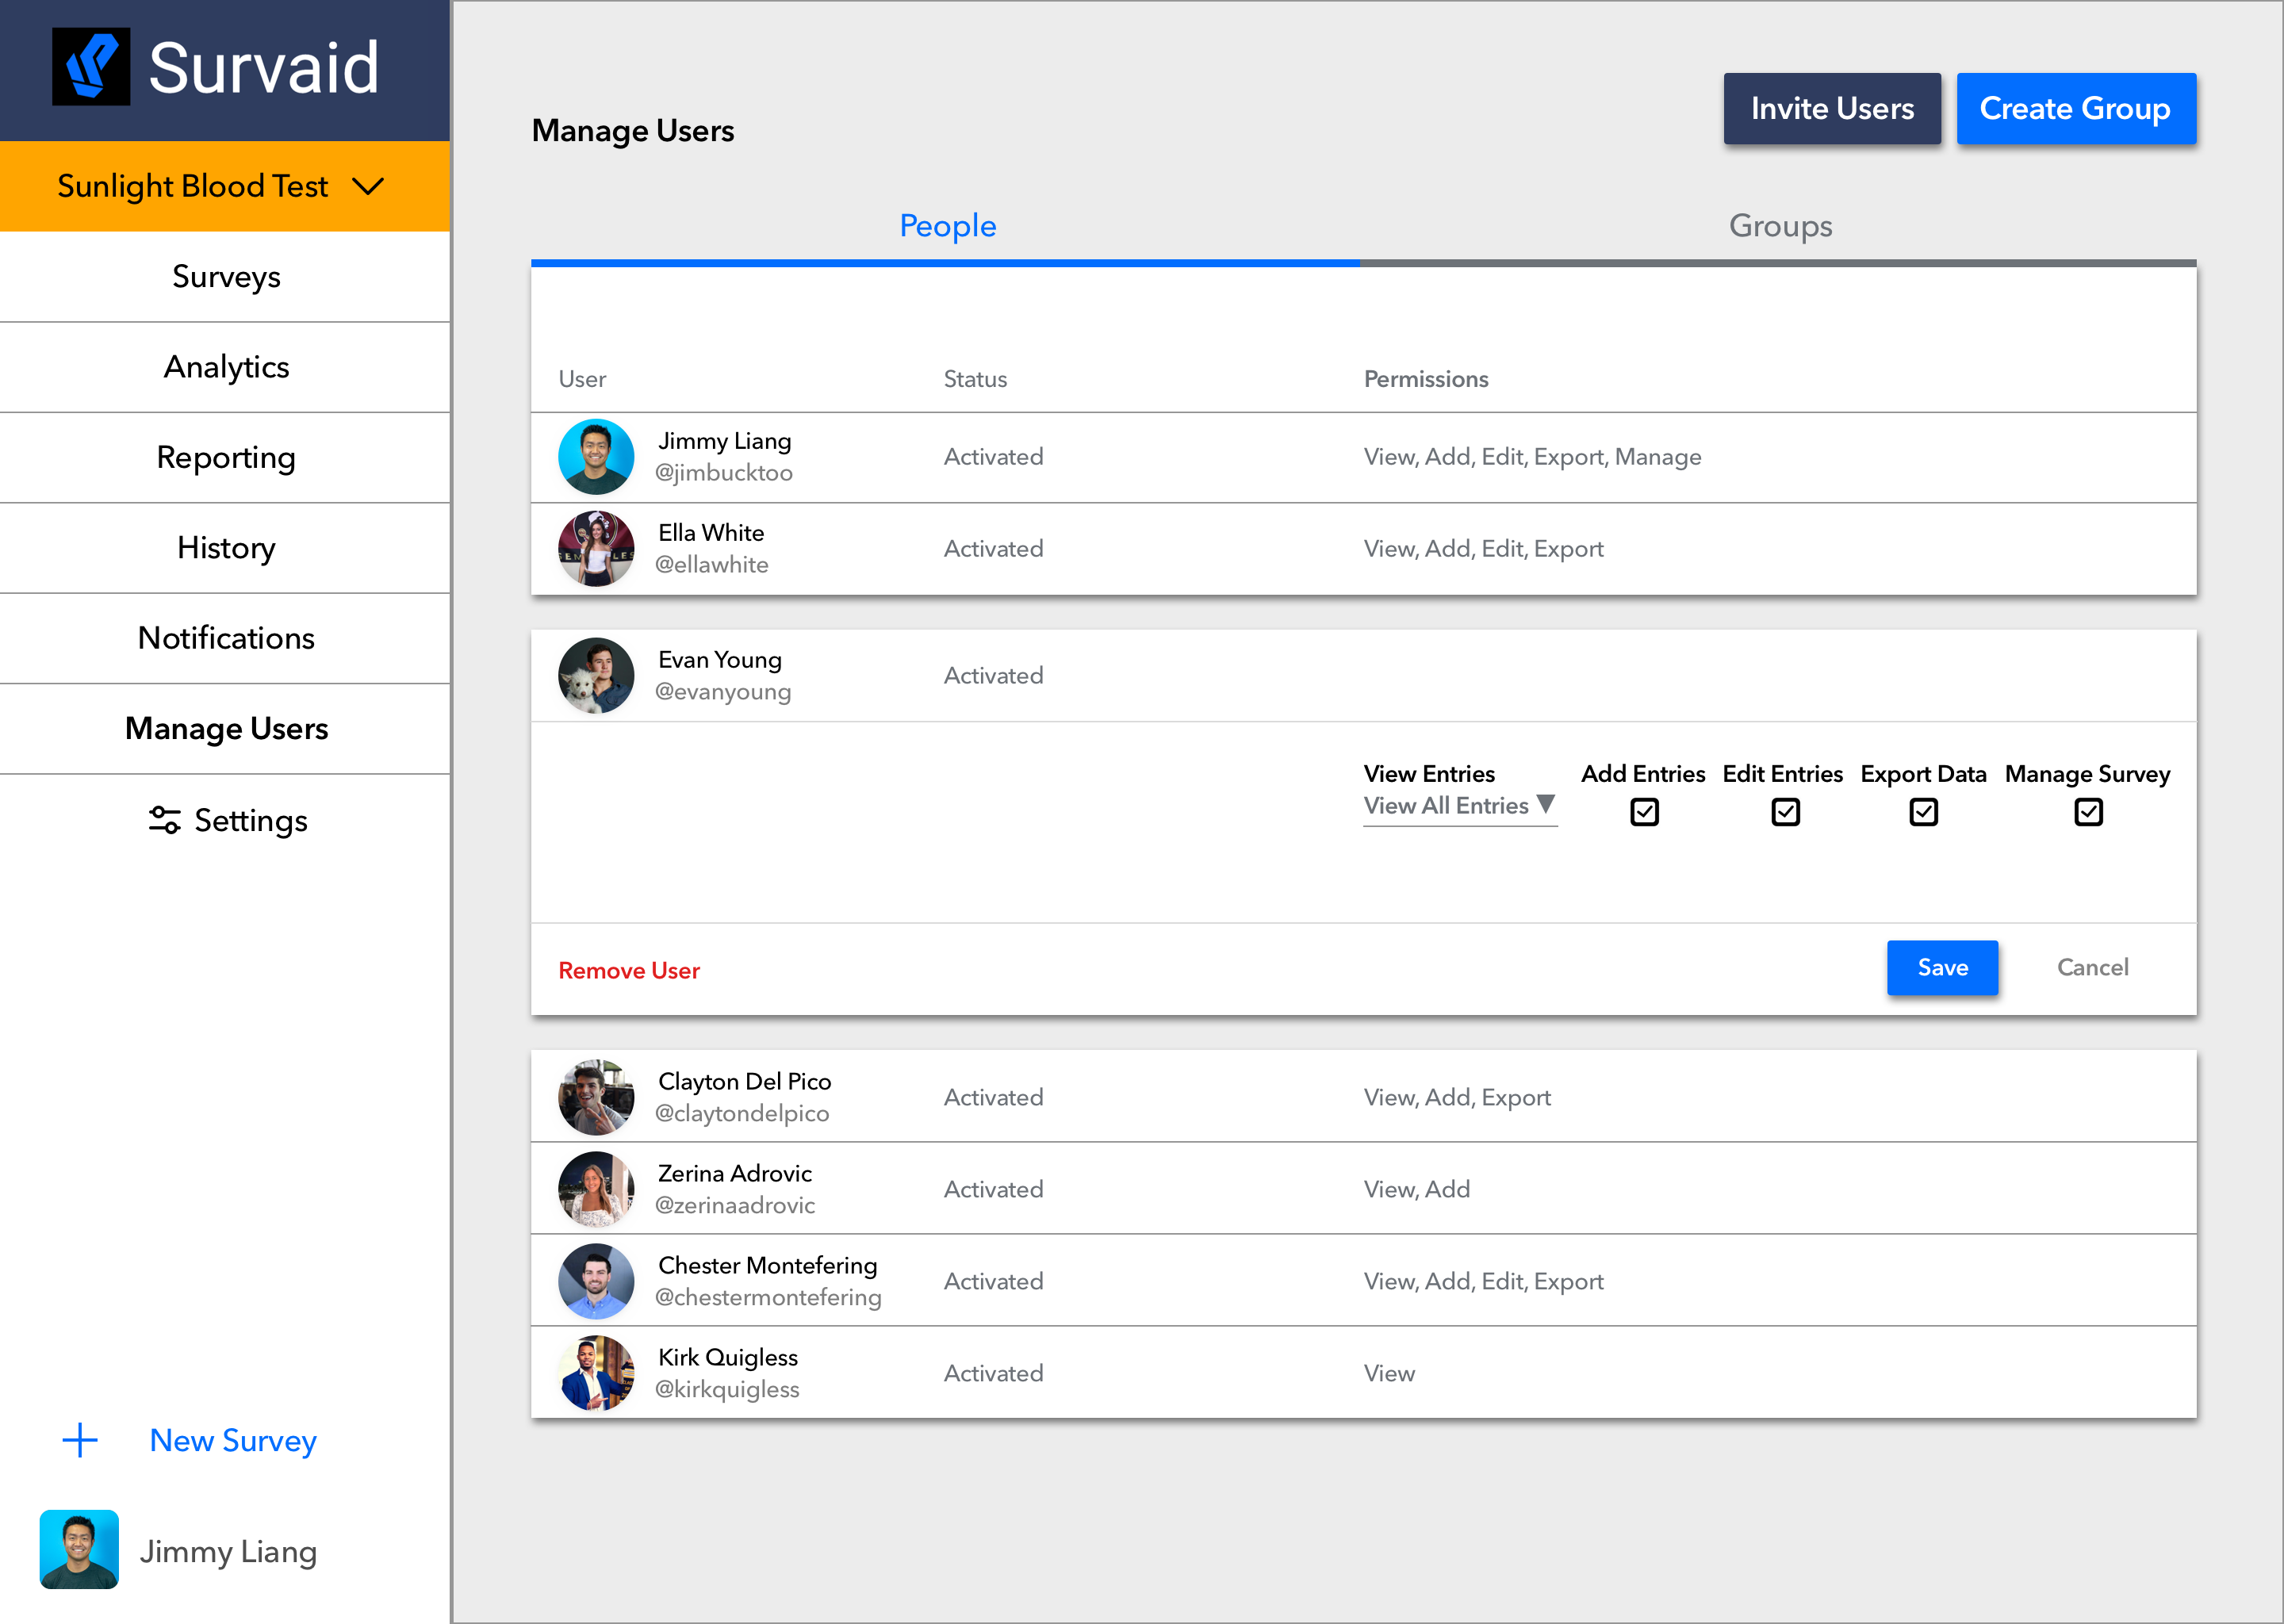 Survaid
Sunlight Blood Test
Surveys
Analytics
Reporting
History
Notifications
Manage Users
Settings
New Survey
Jimmy Liang
Manage Users
Invite Users
Create Group
People
Groups
User Status Permissions
Jimmy Liang
@jimbucktoo
Activated
View, Add, Edit, Export, Manage
Ella White
@ellawhite
Activated
View, Add, Edit, Export
Evan Young
@evanyoung
Activated
View Entries Add Entries Edit Entries Export Data Manage Survey
View All Entries
Remove User
Save
Cancel
Clayton Del Pico
@claytondelpico
Activated
View, Add, Export
Zerina Adrovic
@zerinaadrovic
Activated
View, Add
Chester Montefering
@chestermontefering
Activated
View, Add, Edit, Export
Kirk Quigless
@kirkquigless
Activated
View